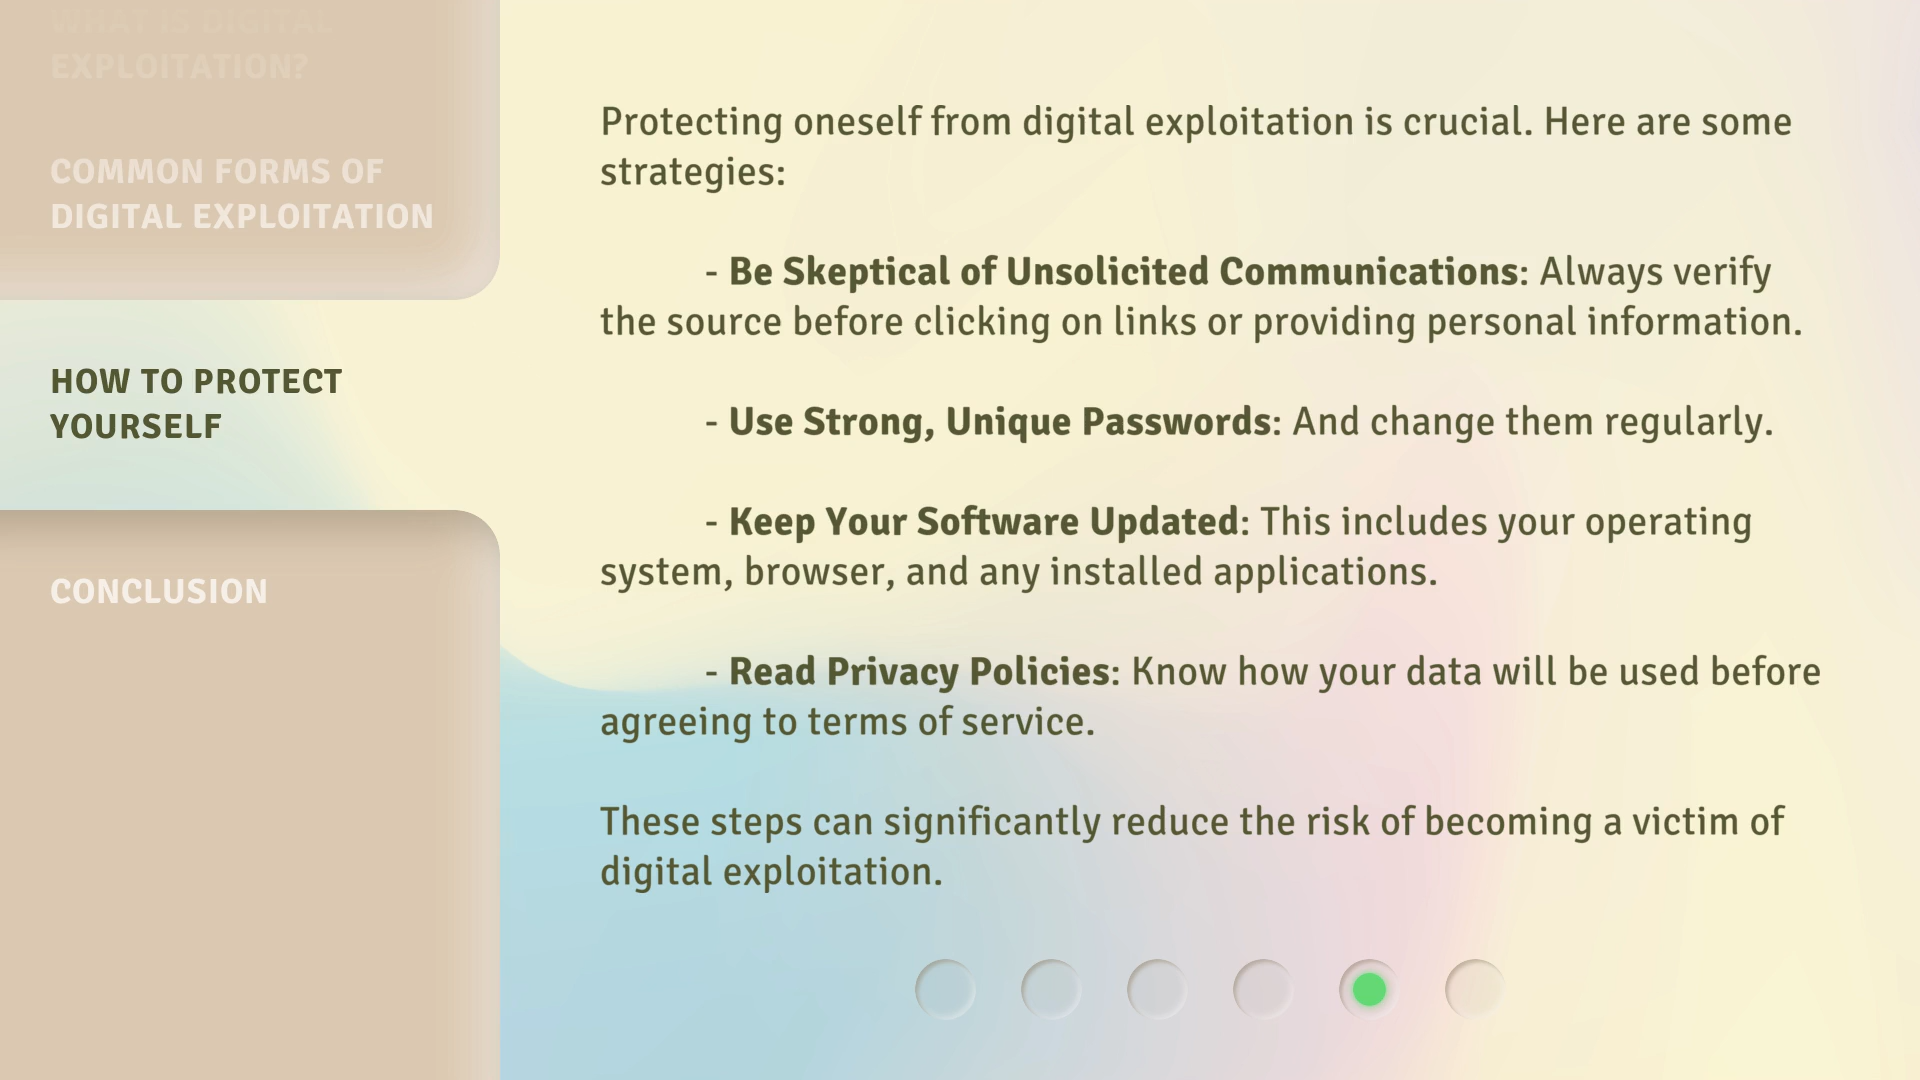 WHAT IS DIGITAL
EXPLOITATION?
COMMON FORMS OF
DIGITAL EXPLOITATION
HOW TO PROTECT
YOURSELF
CONCLUSION
Protecting oneself from digital exploitation is crucial. Here are some
strategies:
- Be Skeptical of Unsolicited Communications: Always verify
the source before clicking on links or providing personal information.
- Use Strong, Unique Passwords: And change them regularly.
- Keep Your Software Updated: This includes your operating
system, browser, and any installed applications.
- Read Privacy Policies: Know how your data will be used before
agreeing to terms of service.
These steps can significantly reduce the risk of becoming a victim of
digital exploitation.